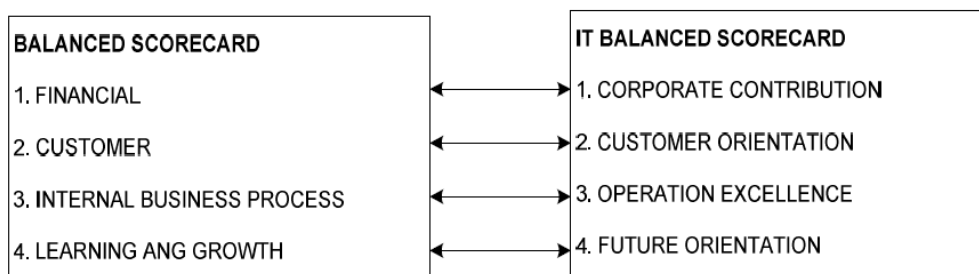 BALANCED SCORECARD
1. FINANCIAL
2. CUSTOMER
3. INTERNAL BUSINESS PROCESS
4. LEARNING ANG GROWTH
IT BALANCED SCORECARD
1. CORPORATE CONTRIBUTION
2. CUSTOMER ORIENTATION
3. OPERATION EXCELLENCE
4. FUTURE ORIENTATION